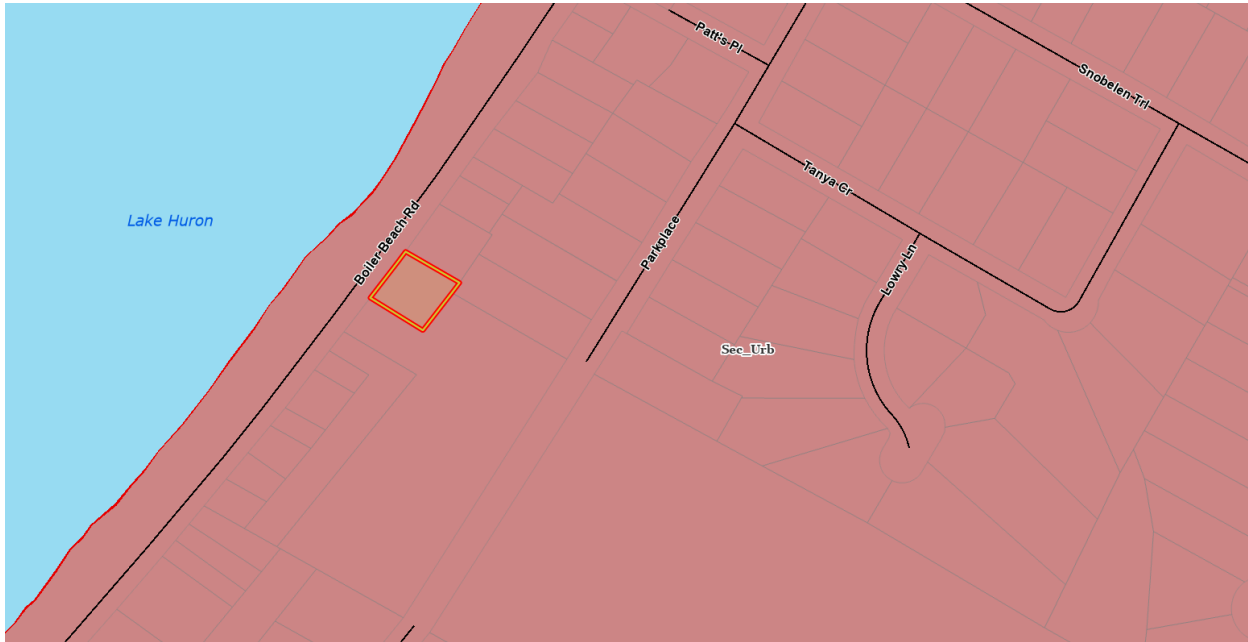 Patt's Pl
Snobelen Trl
Tanya Cr
Lake Huron
Boiler Beach Rd
Parkplace
Lowry Ln
Sec_Urb